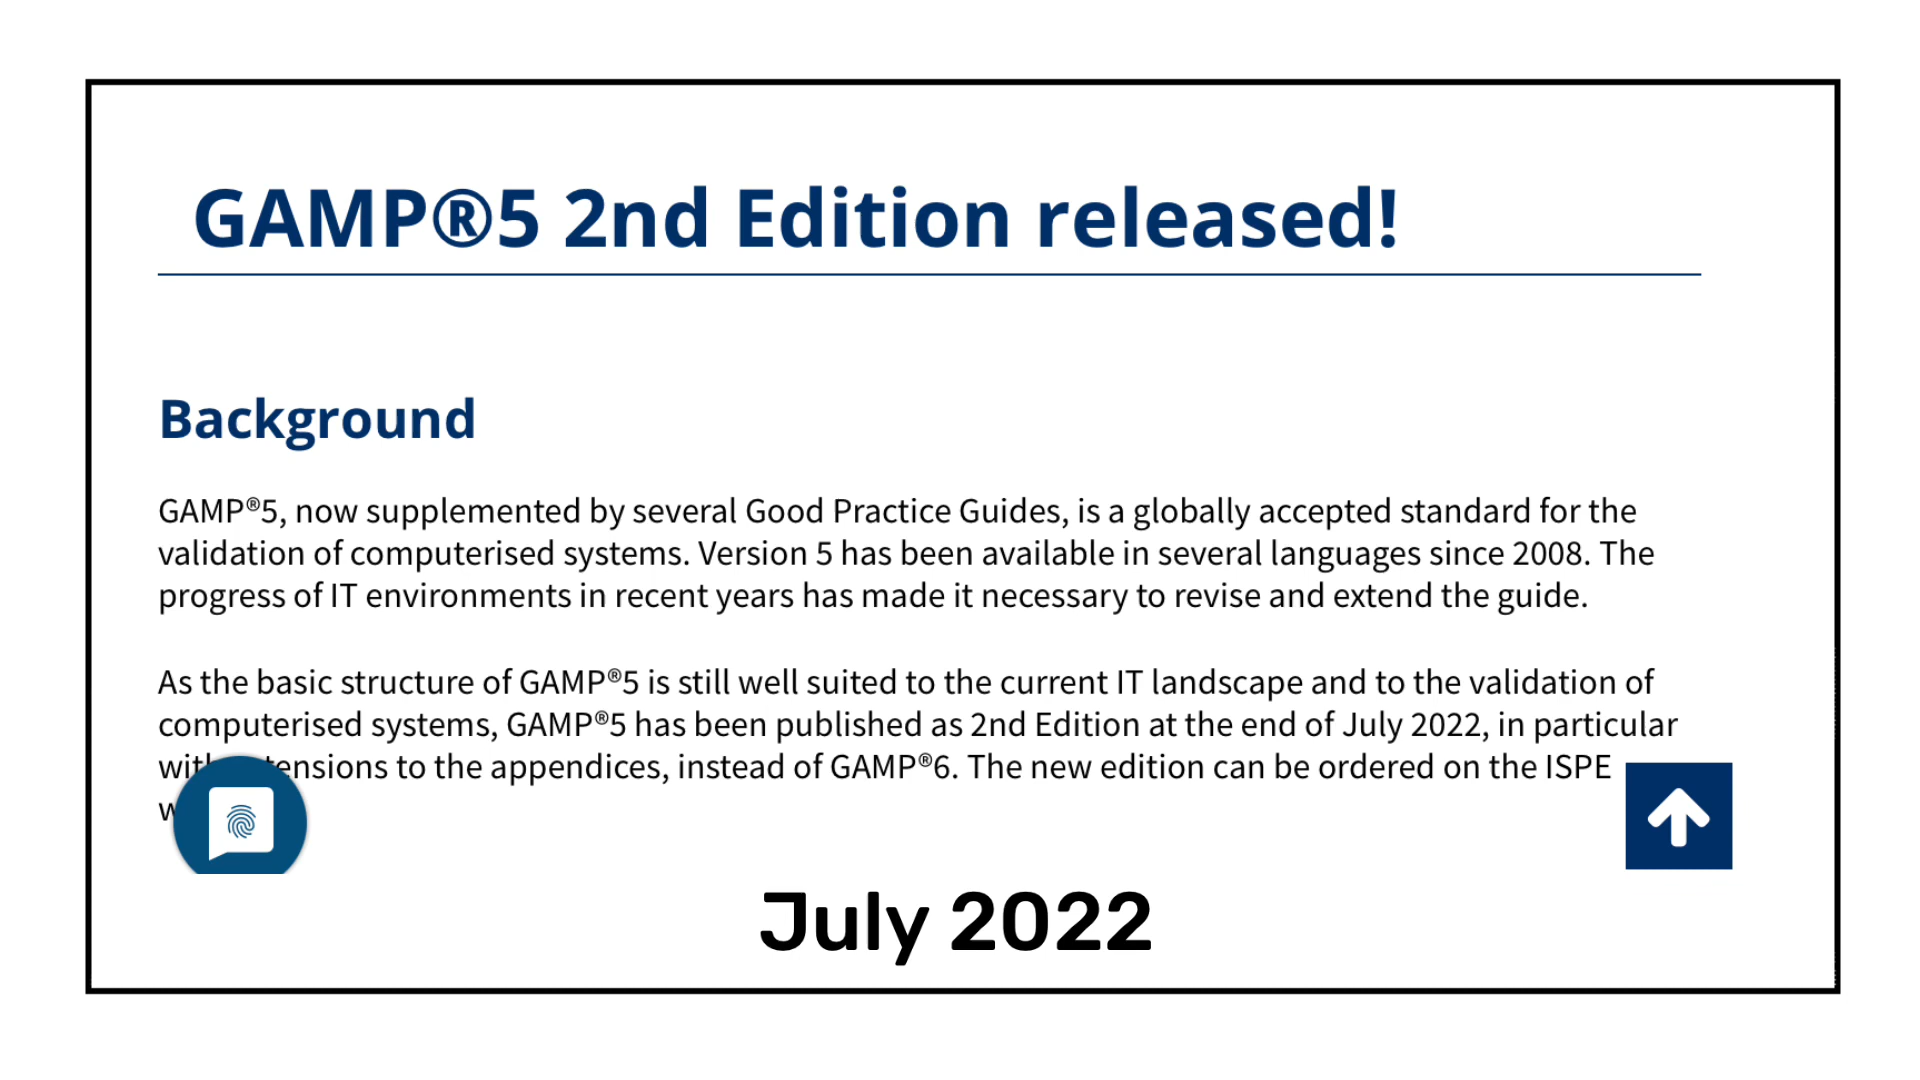 GAMP®5 2nd Edition released!
Background
GAMP®5, now supplemented by several Good Practice Guides, is a globally accepted standard for the
validation of computerised systems. Version 5 has been available in several languages since 2008. The
progress of IT environments in recent years has made it necessary to revise and extend the guide.
As the basic structure of GAMP®5 is still well suited to the current IT landscape and to the validation of
computerised systems, GAMP®5 has been published as 2nd Edition at the end of July 2022, in particular
to the appendices, instead of GAMP®6. The new edition can be ordered on the ISPE
July 2022